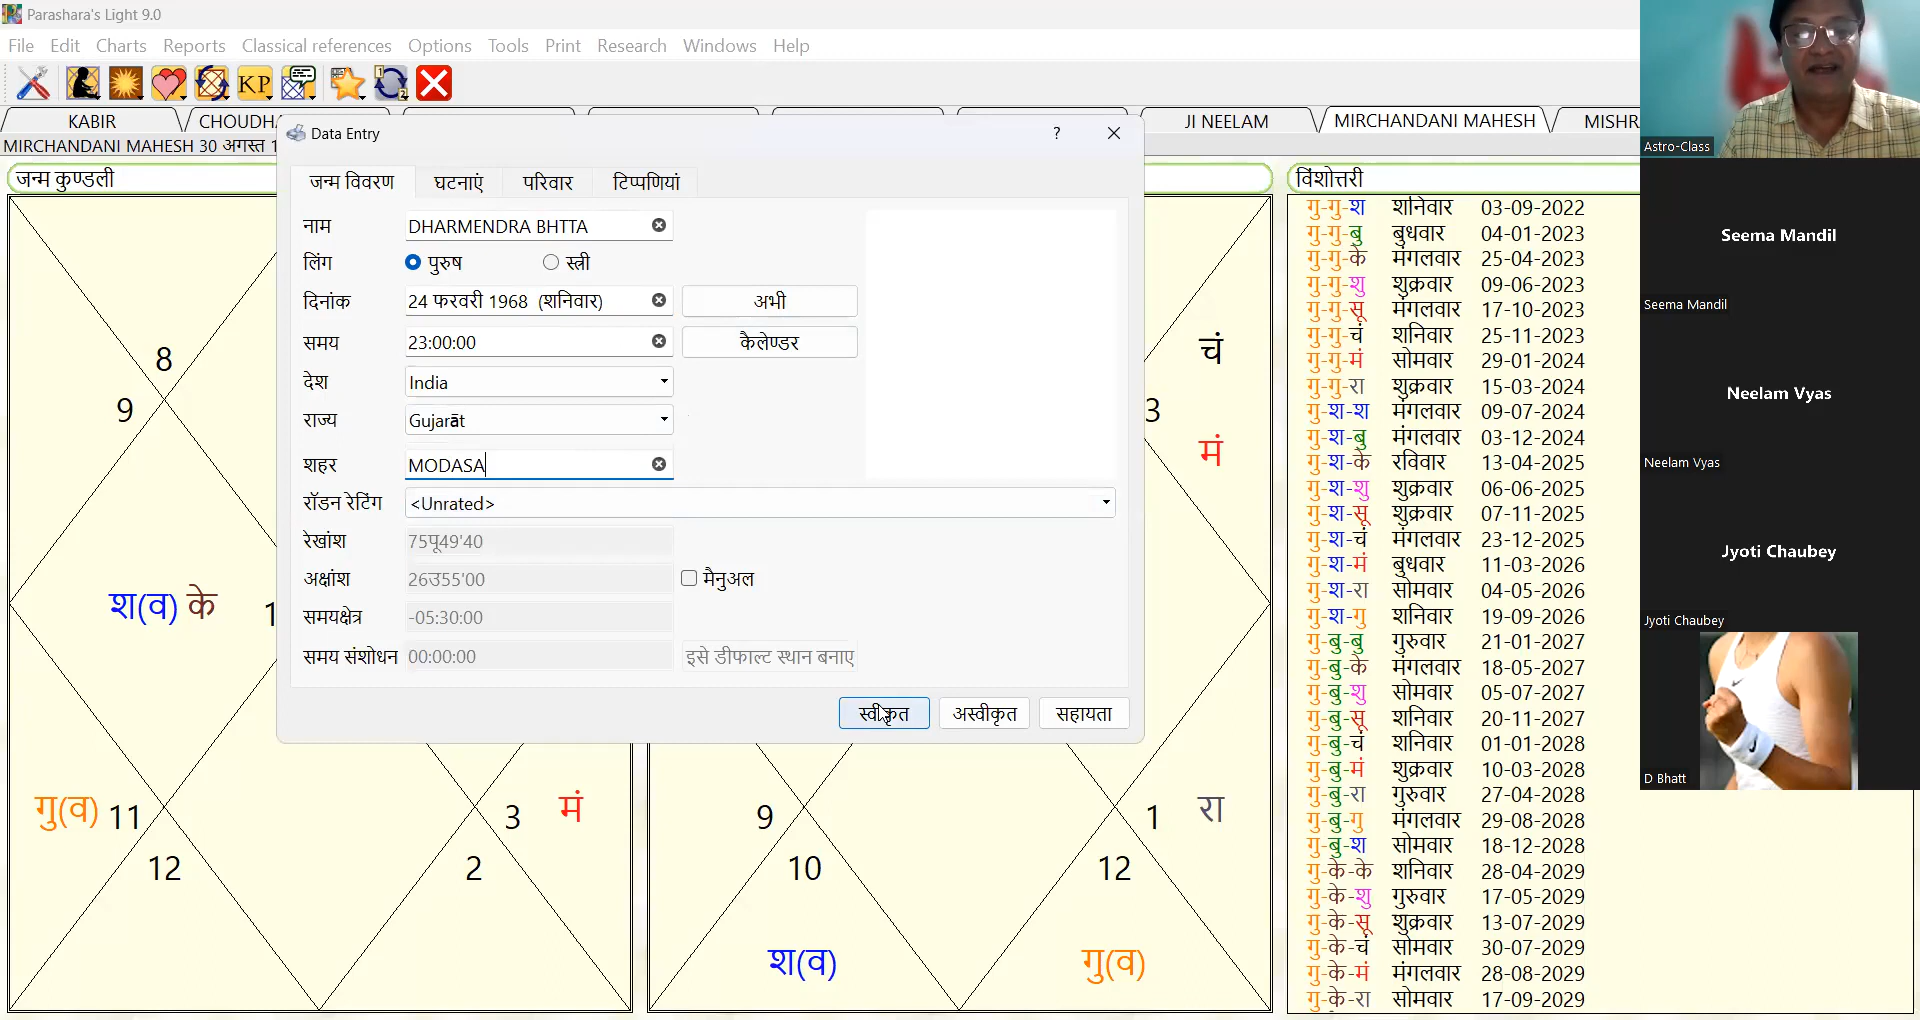 Parashara's Light 9.0
File Edit Charts Reports Classical references Options Tools Print Research Windows Help
KP
KABIR
CHOUDHA
JI NEELAM
MIRCHANDANI MAHESH
MISHR
MIRCHANDANI MAHESH 30 अगस्त 1
जन्म कुण्डली
विंशोत्तरी
Data Entry
?
जन्म विवरण घटनाएं परिवार टिप्पणियां
नाम DHARMENDRA BHTTA
लिंग पुरुष स्त्री
दिनांक 24 फरवरी 1968 (शनिवार) अभी
समय 23:00:00 कैलेण्डर
देश India
राज्य Gujarāt
शहर MODASA
रॉडन रेटिंग <Unrated>
रेखांश 75पू49'40
अक्षांश 26उ55'00 मैनुअल
समयक्षेत्र -05:30:00
समय संशोधन 00:00:00 इसे डीफाल्ट स्थान बनाए
स्वीकृत अस्वीकृत सहायता
8
9
श(व) के
1
गु(व) 11
12
2
3 मं
चं
3
मं
9
10
श(व)
12
गु(व)
1 रा
गु-गु-श शनिवार 03-09-2022
गु-गु-बु बुधवार 04-01-2023
गु-गु-के मंगलवार 25-04-2023
गु-गु-शु शुक्रवार 09-06-2023
गु-गु-सू मंगलवार 17-10-2023
गु-गु-चं शनिवार 25-11-2023
गु-गु-मं सोमवार 29-01-2024
गु-गु-रा शुक्रवार 15-03-2024
गु-श-श मंगलवार 09-07-2024
गु-श-बु मंगलवार 03-12-2024
गु-श-के रविवार 13-04-2025
गु-श-शु शुक्रवार 06-06-2025
गु-श-सू शुक्रवार 07-11-2025
गु-श-चं मंगलवार 23-12-2025
गु-श-मं बुधवार 11-03-2026
गु-श-रा सोमवार 04-05-2026
गु-श-गु शनिवार 19-09-2026
गु-बु-बु गुरुवार 21-01-2027
गु-बु-के मंगलवार 18-05-2027
गु-बु-शु सोमवार 05-07-2027
गु-बु-सू शनिवार 20-11-2027
गु-बु-चं शनिवार 01-01-2028
गु-बु-मं शुक्रवार 10-03-2028
गु-बु-रा गुरुवार 27-04-2028
गु-बु-गु मंगलवार 29-08-2028
गु-बु-श सोमवार 18-12-2028
गु-के-के शनिवार 28-04-2029
गु-के-शु गुरुवार 17-05-2029
गु-के-सू शुक्रवार 13-07-2029
गु-के-चं सोमवार 30-07-2029
गु-के-मं मंगलवार 28-08-2029
गु-के-रा सोमवार 17-09-2029
Astro-Class
Seema Mandil
Seema Mandil
Neelam Vyas
Neelam Vyas
Jyoti Chaubey
Jyoti Chaubey
D Bhatt